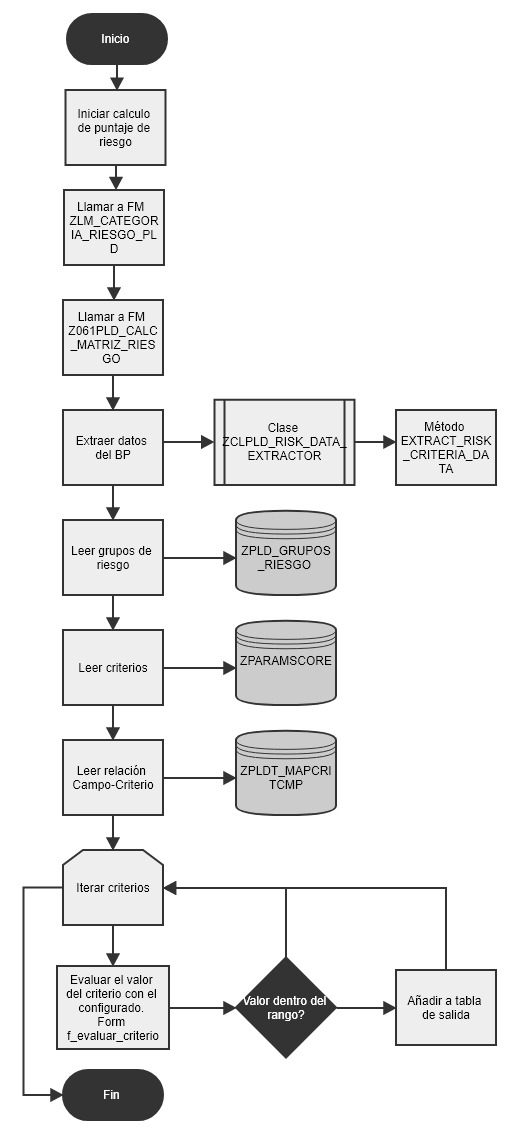 Inicio
Iniciar calculo
de puntaje de
riesgo
Llamar a FM
ZLM_CATEGOR
IA_RIESGO_PL
D
Llamar a FM
Z061PLD_CALC
_MATRIZ_RIES
GO
Extraer datos
del BP
Clase
ZCLPLD_RISK_DATA_
EXTRACTOR
Método
EXTRACT_RISK
_CRITERIA_DA
TA
Leer grupos de
riesgo
ZPLD_GRUPOS
_RIESGO
Leer criterios
ZPARAMSCORE
Leer relación
Campo-Criterio
ZPLDT_MAPCRI
TCMP
Iterar criterios
Evaluar el valor
del criterio con el
configurado.
Form
f_evaluar_criterio
Valor dentro del
rango?
Añadir a tabla
de salida
Fin